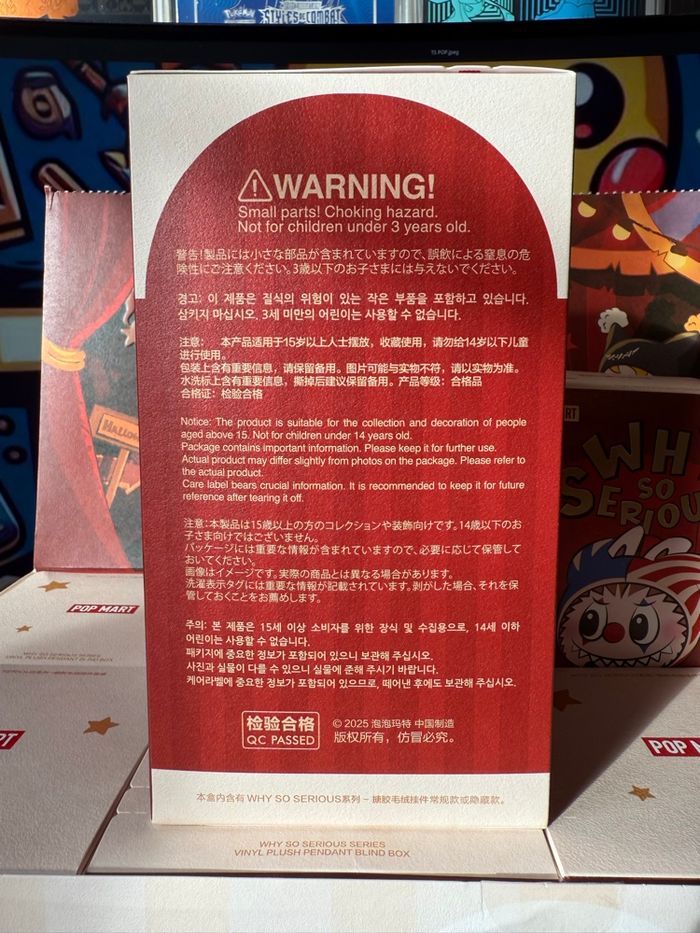 Pokémon
STYLES OF COMBAT
13.POP.jpeg
WARNING!
Small parts! Choking hazard.
Not for children under 3 years old.
警告!製品には小さな部品が含まれていますので、誤飲による窒息の危
険性にご注意ください。3歳以下のお子さまには与えないでください。
경고: 이 제품은 질식의 위험이 있는 작은 부품을 포함하고 있습니다.
삼키지 마십시오, 3세 미만의 어린이는 사용할 수 없습니다.
注意: 本产品适用于15岁以上人士摆放，收藏使用，请勿给14岁以下儿童
进行使用。
包装上含有重要信息，请保留备用。图片可能与实物不符，请以实物为准。
水洗标上含有重要信息，撕掉后建议保留备用。产品等级：合格品
合格证：检验合格
Notice: The product is suitable for the collection and decoration of people
aged above 15. Not for children under 14 years old.
Package contains important information. Please keep it for further use.
Actual product may differ slightly from photos on the package. Please refer to
the actual product.
Care label bears crucial information. It is recommended to keep it for future
reference after tearing it off.
注意:本製品は15歳以上の方のコレクションや装飾向けです。14歳以下のお
子さま向けではございません。
パッケージには重要な情報が含まれていますので、必要に応じて保管して
おいてください。
画像はイメージです。実際の商品とは異なる場合があります。
洗濯表示タグには重要な情報が記載されています。剥がした場合、それを保
管しておくことをお薦めします。
주의: 본 제품은 15세 이상 소비자를 위한 장식 및 수집용으로, 14세 이하
어린이는 사용할 수 없습니다.
패키지에 중요한 정보가 포함되어 있으니 보관해 주십시오.
사진과 실물이 다를 수 있으니 실물에 준해 주시기 바랍니다.
케어라벨에 중요한 정보가 포함되어 있으므로, 떼어낸 후에도 보관해 주십시오.
检验合格
QC PASSED
© 2025 泡泡玛特 中国制造
版权所有，仿冒必究。
本盒内含有 WHY SO SERIOUS系列 - 搪胶毛绒挂件常规款或隐藏款。
WHY SO SERIOUS SERIES
VINYL PLUSH PENDANT BLIND BOX
POP MART
WHY SO SERIOUS SERIES
VINYL PLUSH PENDANT BLIND BOX
WHY
SO
SERIOU
POP M